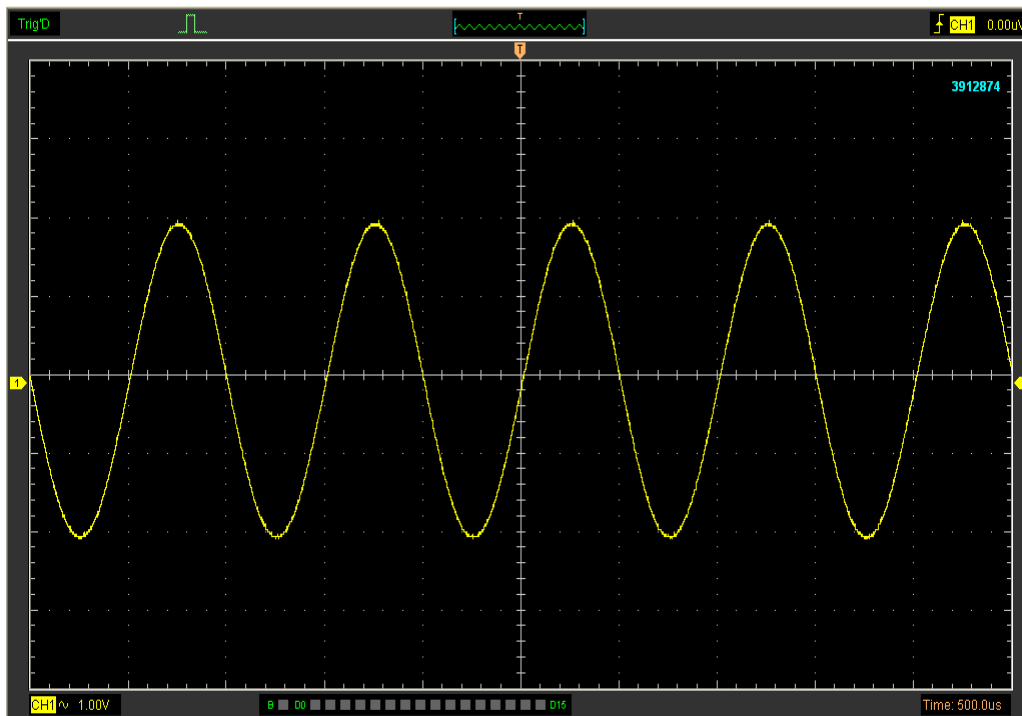 Trig'D
T
CH1 0.00uV
T
3912874
1
CH1 ~ 1.00V
B D0 D15
Time: 500.0us